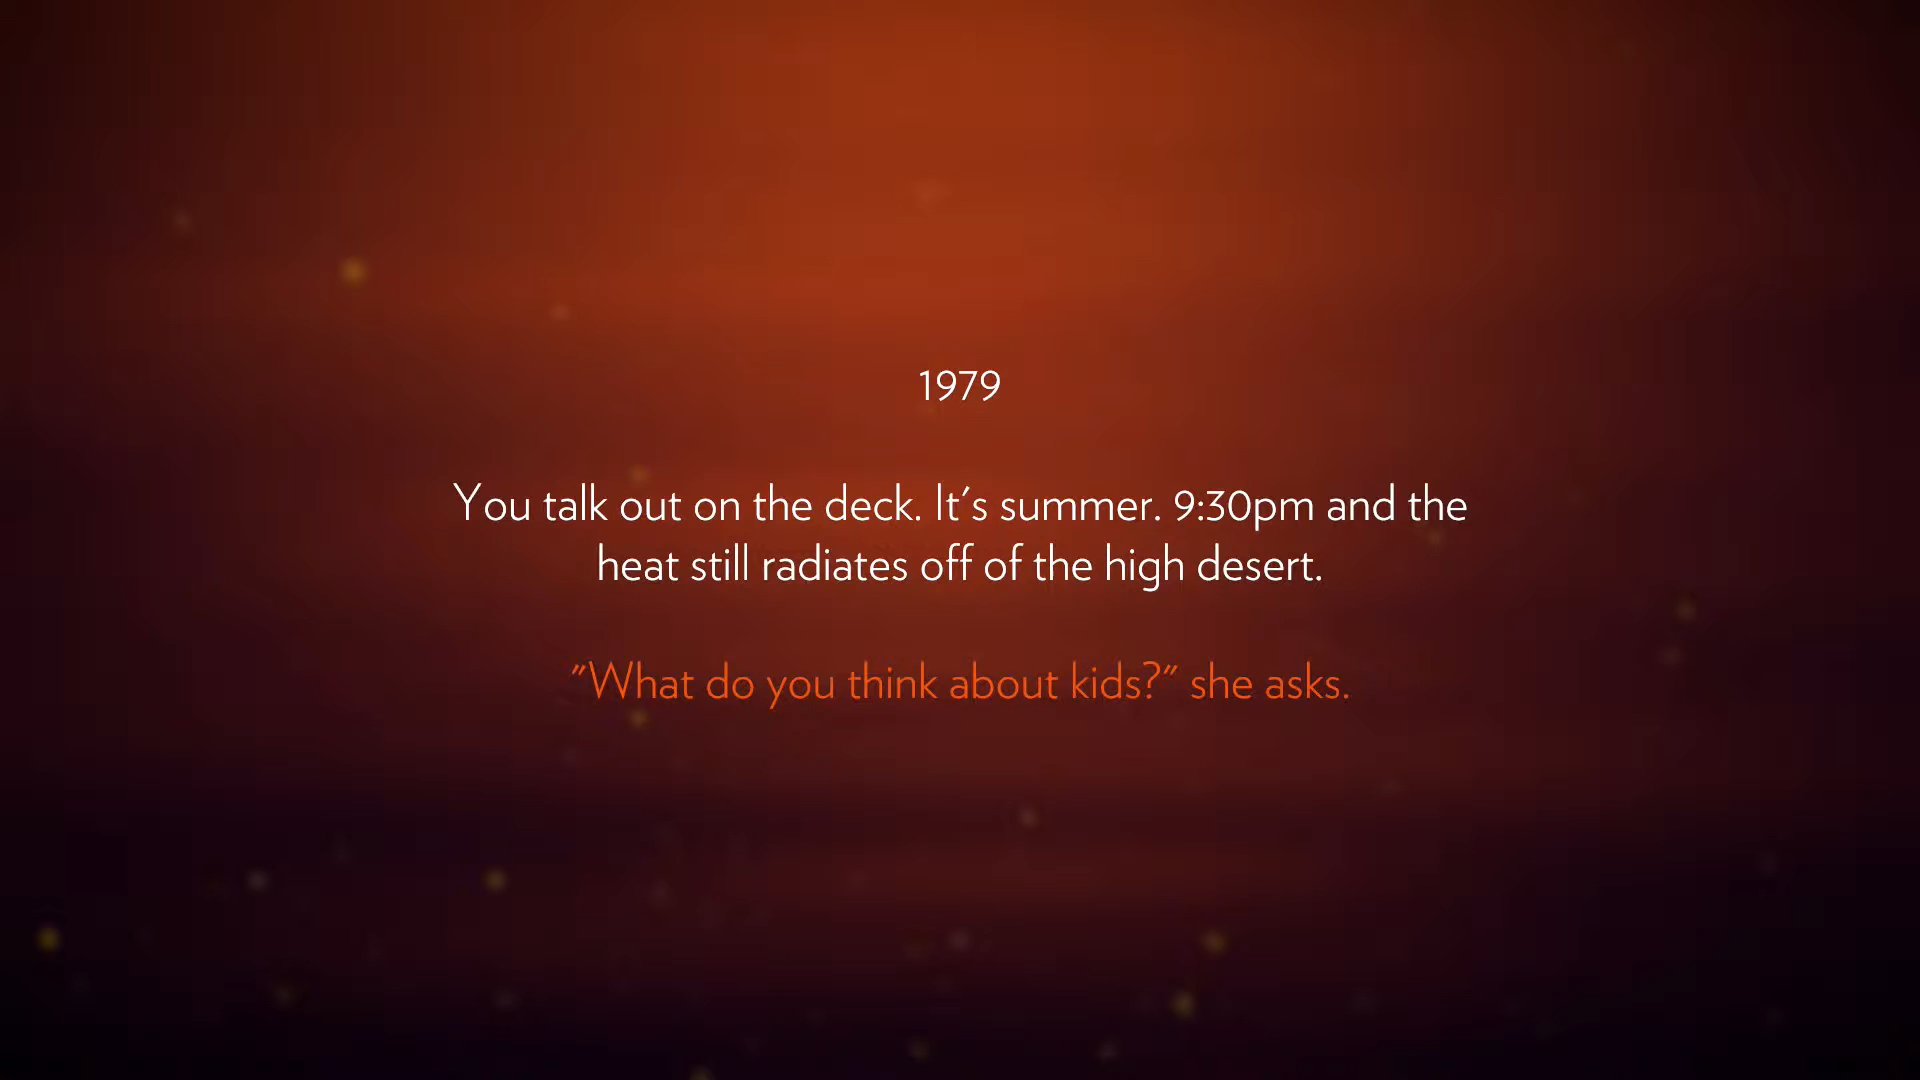 1979
You talk out on the deck. It's summer. 9:30pm and the
heat still radiates off of the high desert.
"What do you think about kids?" she asks.